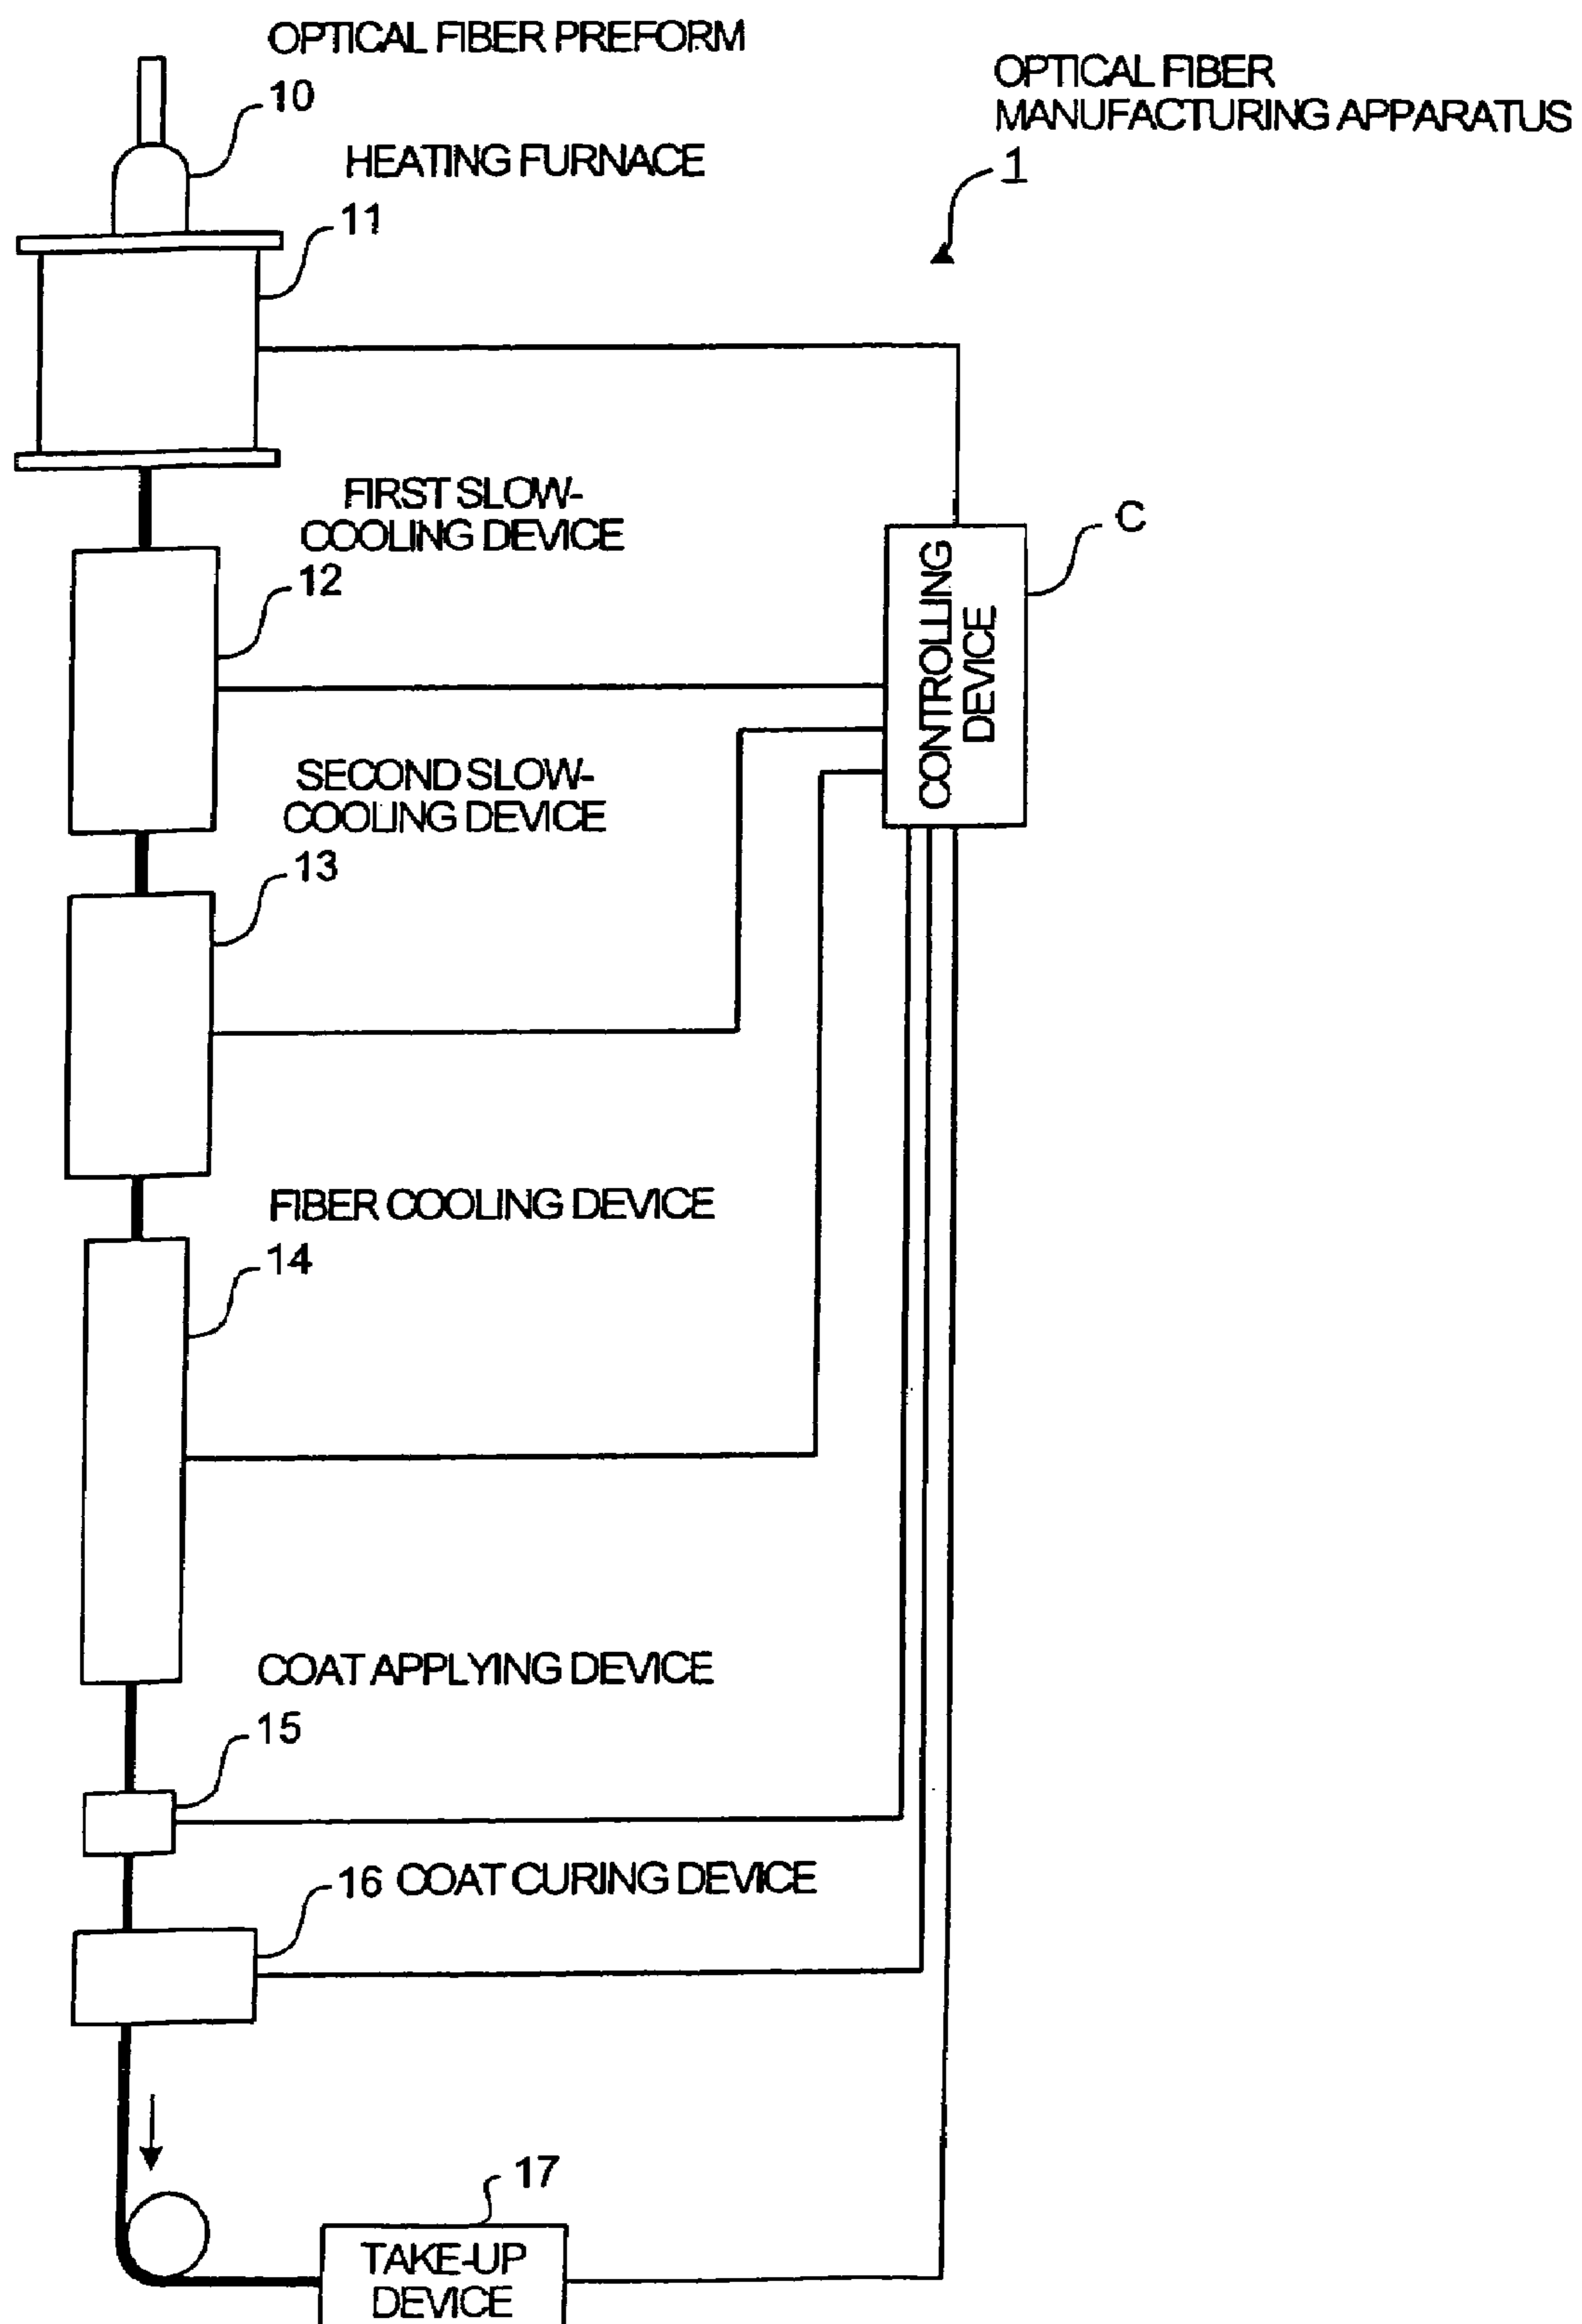 OPTICAL FIBER PREFORM
10
OPTICAL FIBER
MANUFACTURING APPARATUS
1
HEATING FURNACE
11
FIRST SLOW-
COOLING DEVICE
12
C
CONTROLLING
DEVICE
SECOND SLOW-
COOLING DEVICE
13
FIBER COOLING DEVICE
14
COAT APPLYING DEVICE
15
16 COAT CURING DEVICE
17
TAKE-UP
DEVICE